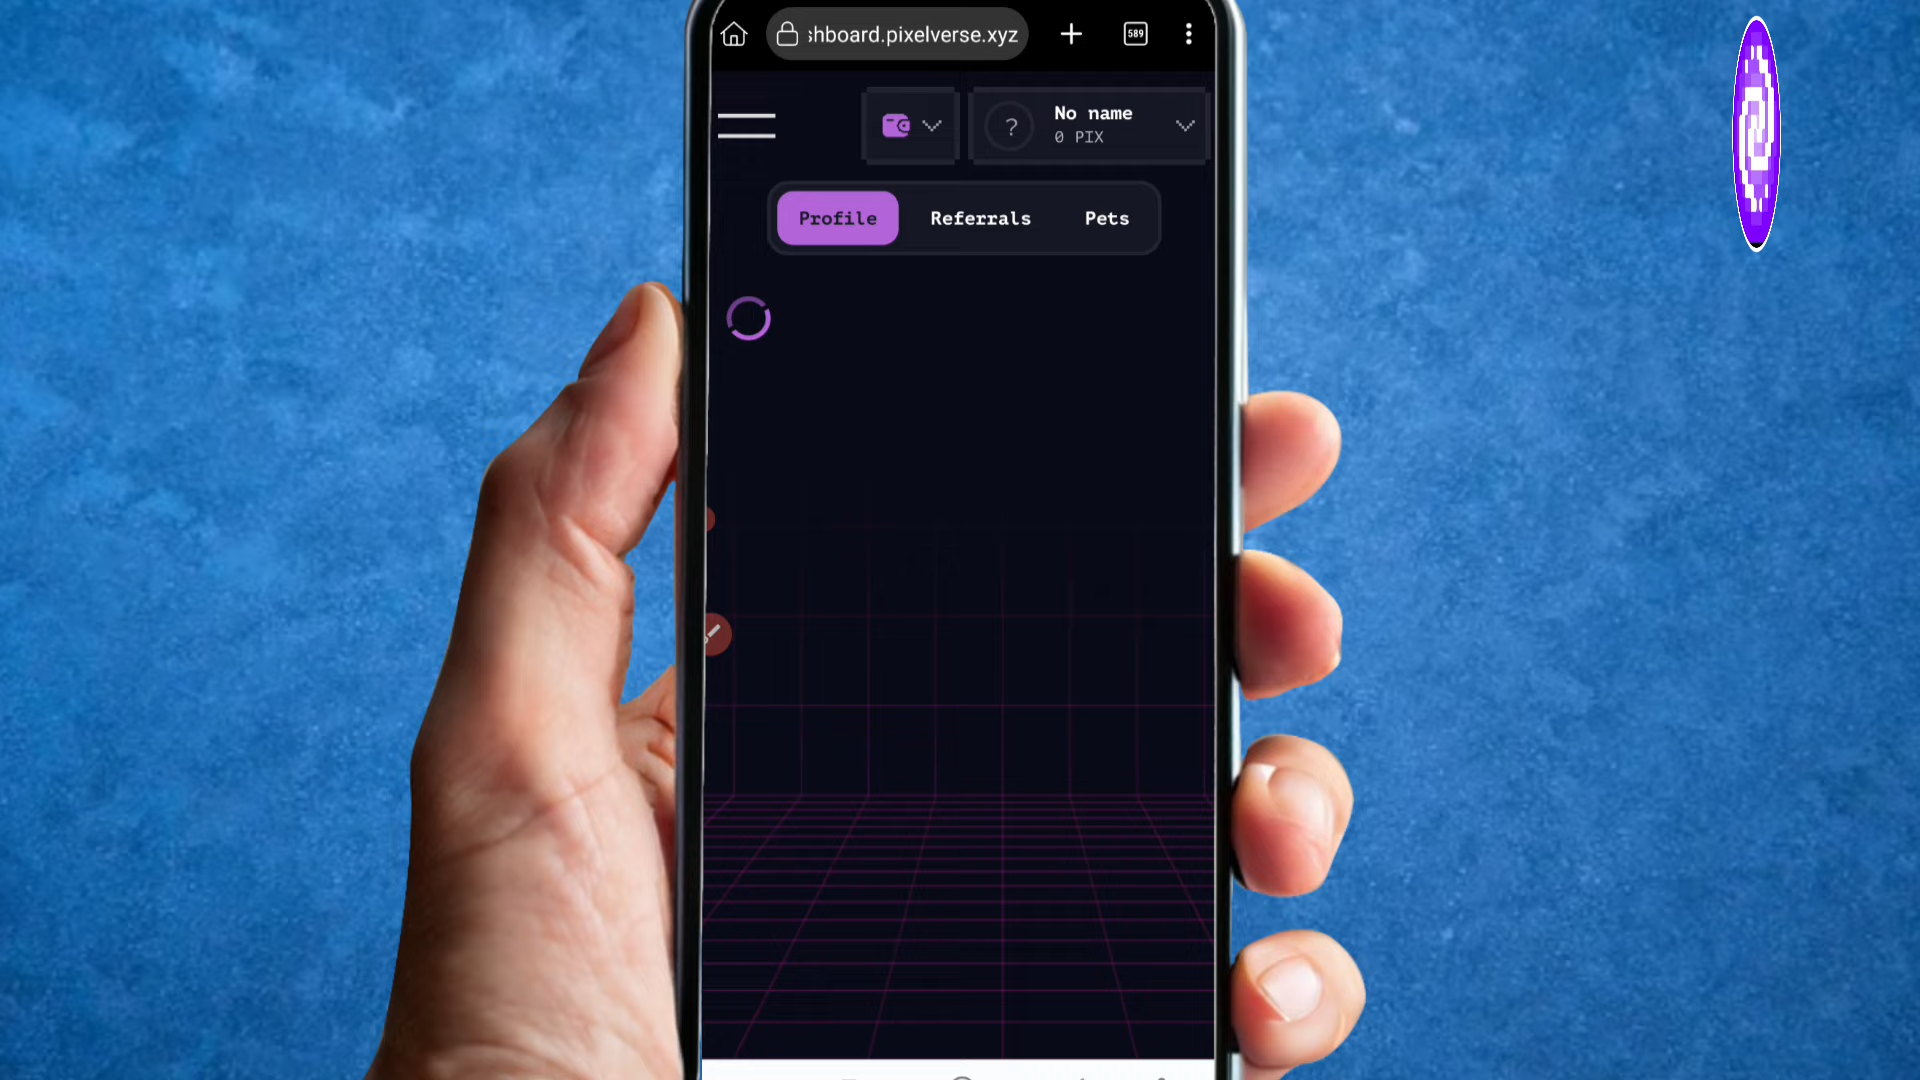 shboard.pixelverse.xyz
589
No name
? 0 PIX
Profile Referrals Pets